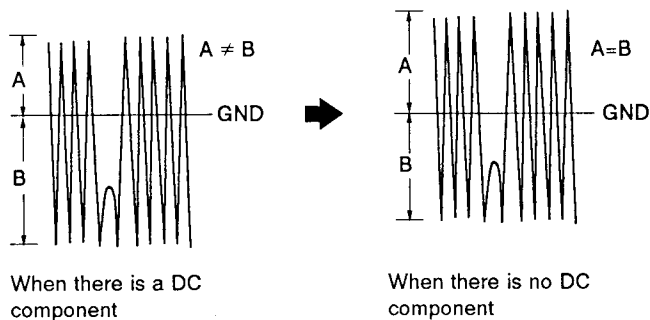 A
A ≠ B
GND
B
When there is a DC
component
A
A=B
GND
B
When there is no DC
component